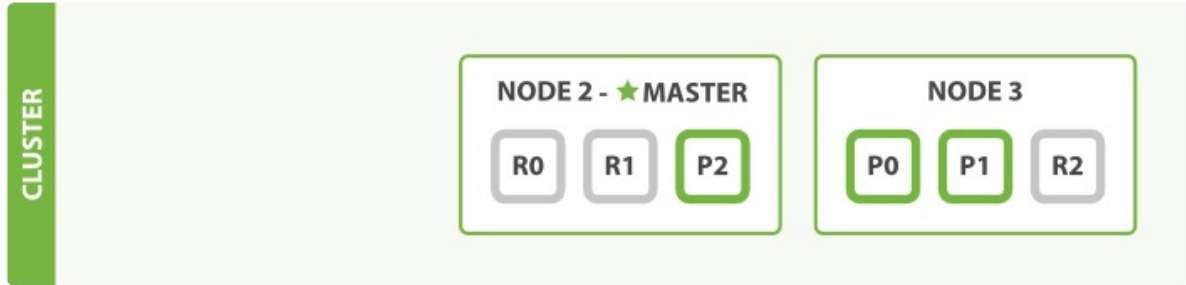 CLUSTER
NODE 2 - ★ MASTER
R0 R1 P2
NODE 3
P0 P1 R2